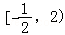 [-1/2, 2)